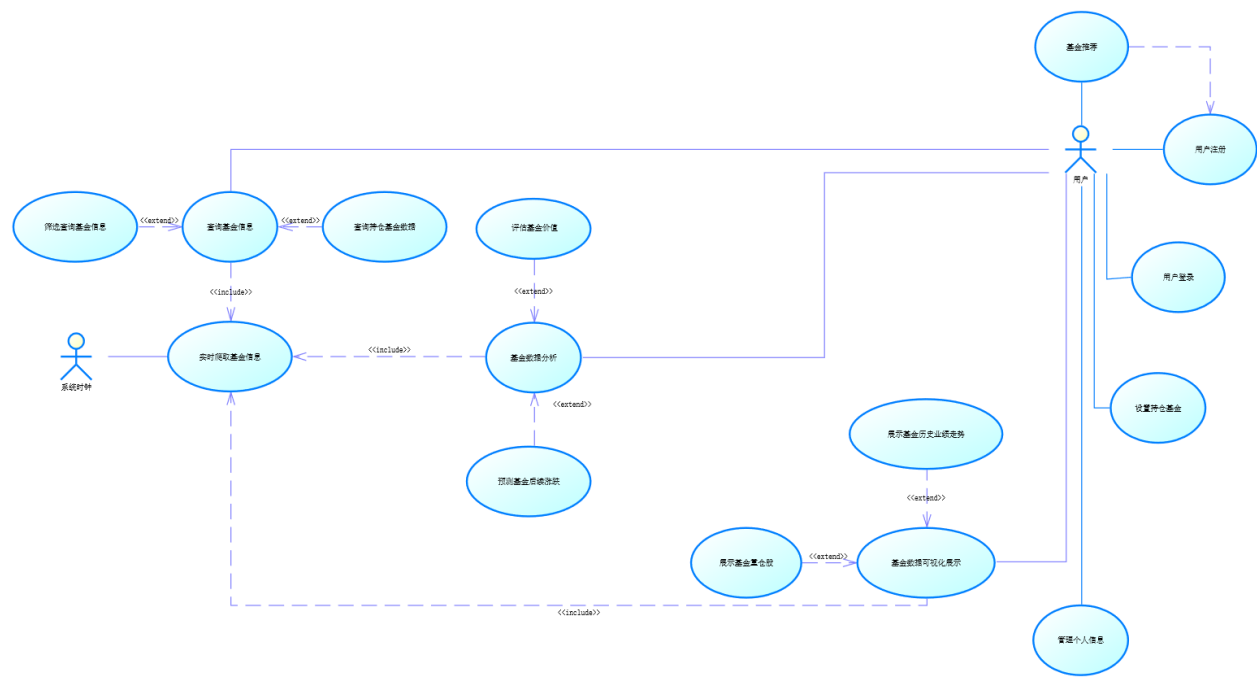 基金推荐
用户注册
用户
筛选查询基金信息
<<extend>>
查询基金信息
<<extend>>
查询持仓基金数据
评估基金价值
用户登录
<<include>>
<<extend>>
系统时钟
实时爬取基金信息
<<include>>
基金数据分析
<<extend>>
设置持仓基金
展示基金历史业绩走势
预测基金后续涨跌
<<extend>>
展示基金重仓股
<<extend>>
基金数据可视化展示
<<include>>
管理个人信息